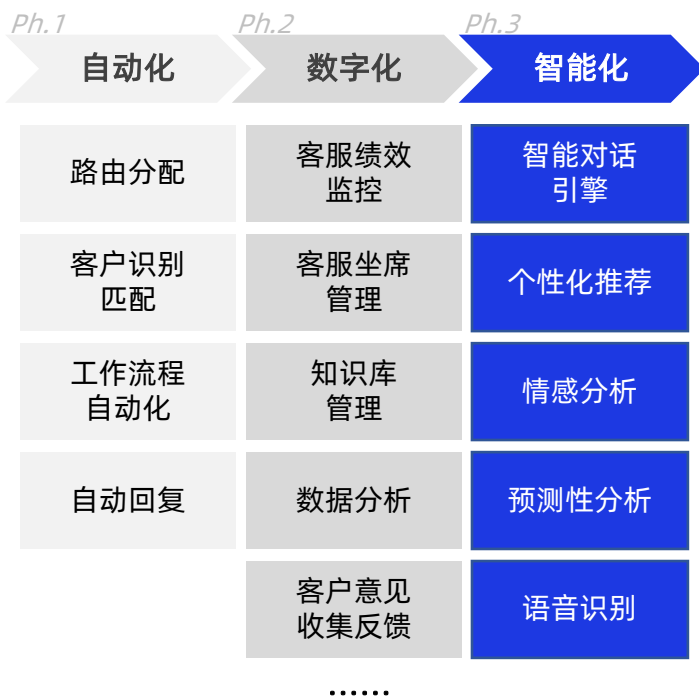 Ph.1
Ph.2
Ph.3
自动化
数字化
智能化
路由分配
客服绩效
监控
智能对话
引擎
客户识别
匹配
客服坐席
管理
个性化推荐
工作流程
自动化
知识库
管理
情感分析
自动回复
数据分析
预测性分析
客户意见
收集反馈
语音识别
……